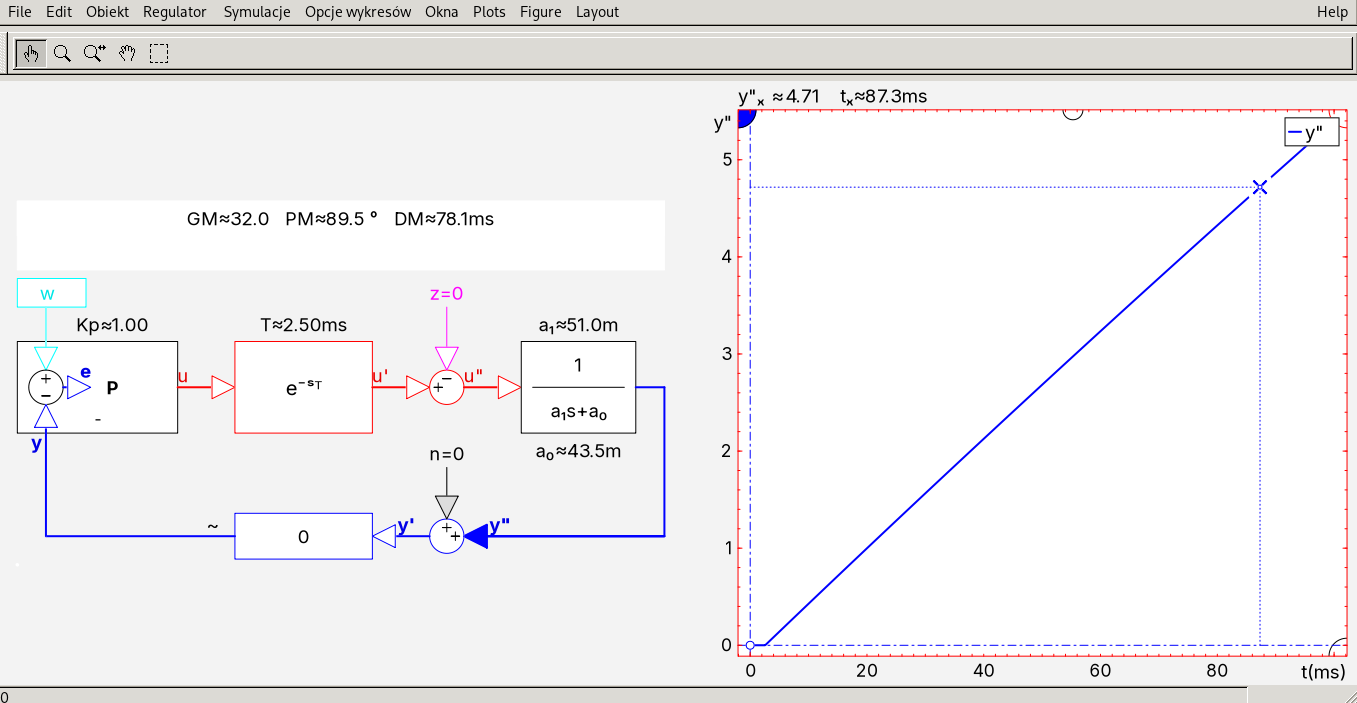 File Edit Obiekt Regulator Symulacje Opcje wykresów Okna Plots Figure Layout Help
y"ₓ ≈4.71 tₓ≈87.3ms
y"
y"
GM≈32.0 PM≈89.5 ° DM≈78.1ms
w
z=0
Kp≈1.00 T≈2.50ms a₁≈51.0m
+
−
e
P
-
u
e⁻ˢᵀ
u'
−
+
u"
1
a₁s+a₀
y
n=0
a₀≈43.5m
~
0
y'
+
+
y"
5
4
3
2
1
0
0 20 40 60 80 t(ms)
0